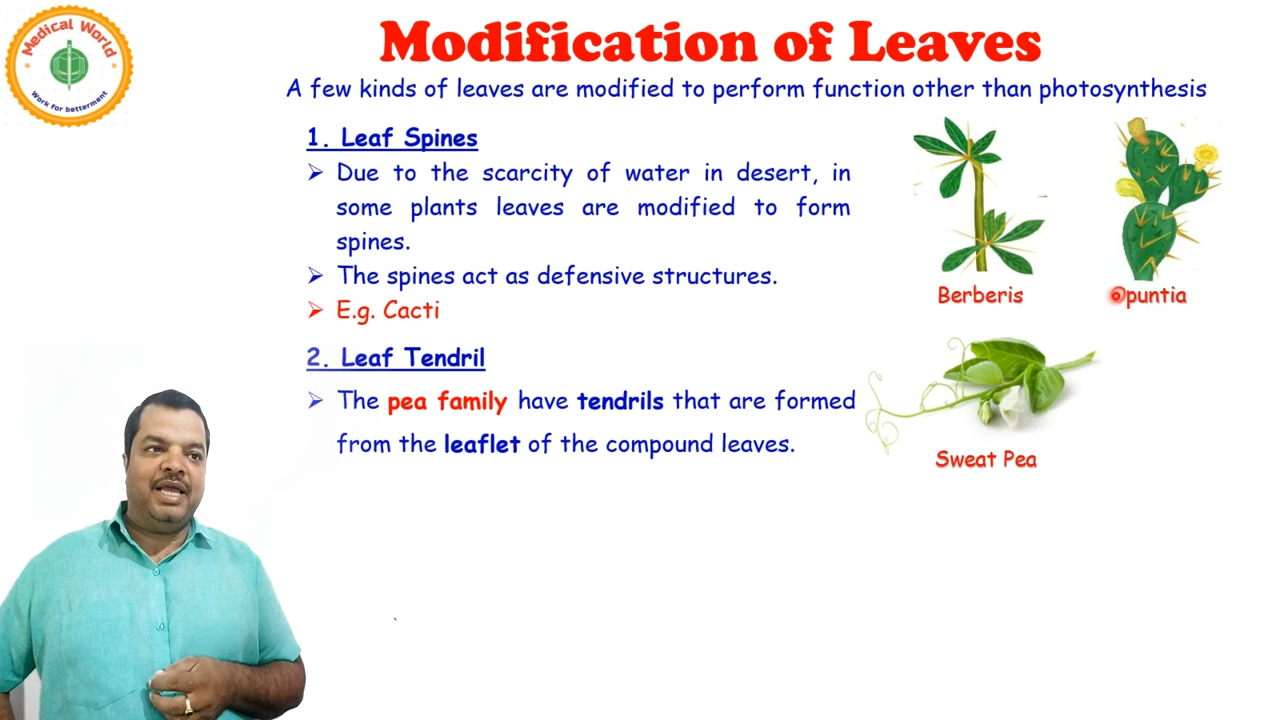 Medical World
Work for betterment
Modification of Leaves
A few kinds of leaves are modified to perform function other than photosynthesis
1. Leaf Spines
➢ Due to the scarcity of water in desert, in
some plants leaves are modified to form
spines.
➢ The spines act as defensive structures.
➢ E.g. Cacti
Berberis
Opuntia
2. Leaf Tendril
➢ The pea family have tendrils that are formed
from the leaflet of the compound leaves.
Sweat Pea